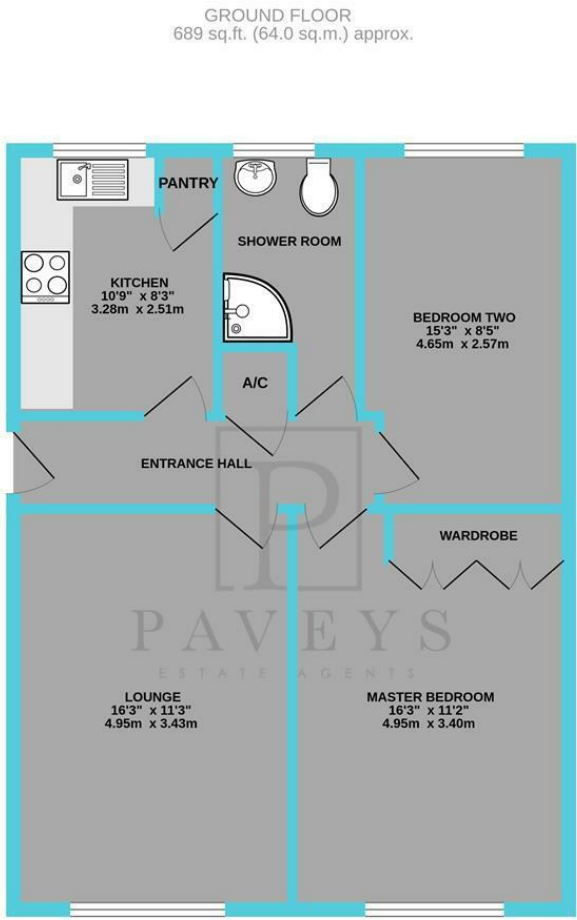 GROUND FLOOR
689 sq.ft. (64.0 sq.m.) approx.
PANTRY
SHOWER ROOM
KITCHEN
10'9" x 8'3"
3.28m x 2.51m
BEDROOM TWO
15'3" x 8'5"
4.65m x 2.57m
A/C
ENTRANCE HALL
WARDROBE
P
PAVEYS
ESTATE AGENTS
LOUNGE
16'3" x 11'3"
4.95m x 3.43m
MASTER BEDROOM
16'3" x 11'2"
4.95m x 3.40m